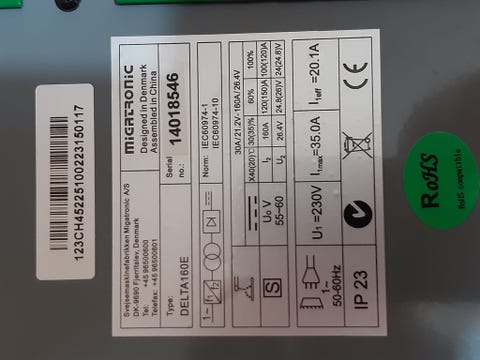 123CH452251002231501​17
Svejsemaskinefabrikken Migatronic A/S
DK-9690 Fjerritslev, Denmark
Tel: +45 96500600
Telefax: +45 96500601
MIGATRONIC
Designed in Denmark
Assembled in China
Type:
DELTA160E
Serial
no.:
14018546
1~
Norm:
IEC60974-1
IEC60974-10
30A/21.2V-160A/26.4V
X40(20)°C
30(35)%
60%
100%
U₀ V
55-60
I₂
160A
120(150)A
100(120)A
S
U₂
26.4V
24.8(26)V
24(24.8)V
1~
50-60Hz
U₁ =230V
I₁max=35.0A
I₁eff =20.1A
IP 23
CE
RoHS
RoHS compatible